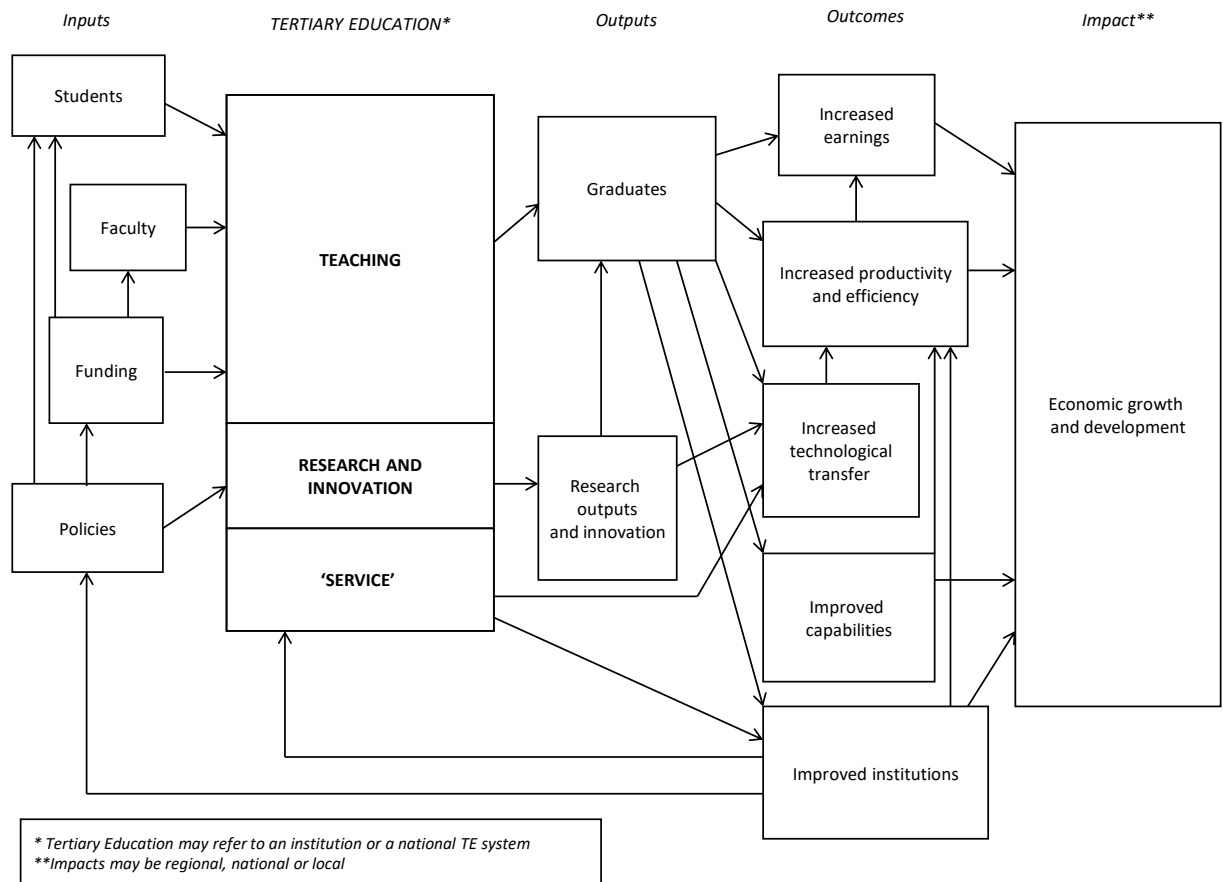 Inputs
TERTIARY EDUCATION*
Outputs
Outcomes
Impact**
Students
Faculty
Funding
Policies
TEACHING
RESEARCH AND
INNOVATION
‘SERVICE’
Graduates
Research
outputs
and innovation
Increased
earnings
Increased productivity
and efficiency
Increased
technological
transfer
Improved
capabilities
Improved institutions
Economic growth
and development
* Tertiary Education may refer to an institution or a national TE system
**Impacts may be regional, national or local